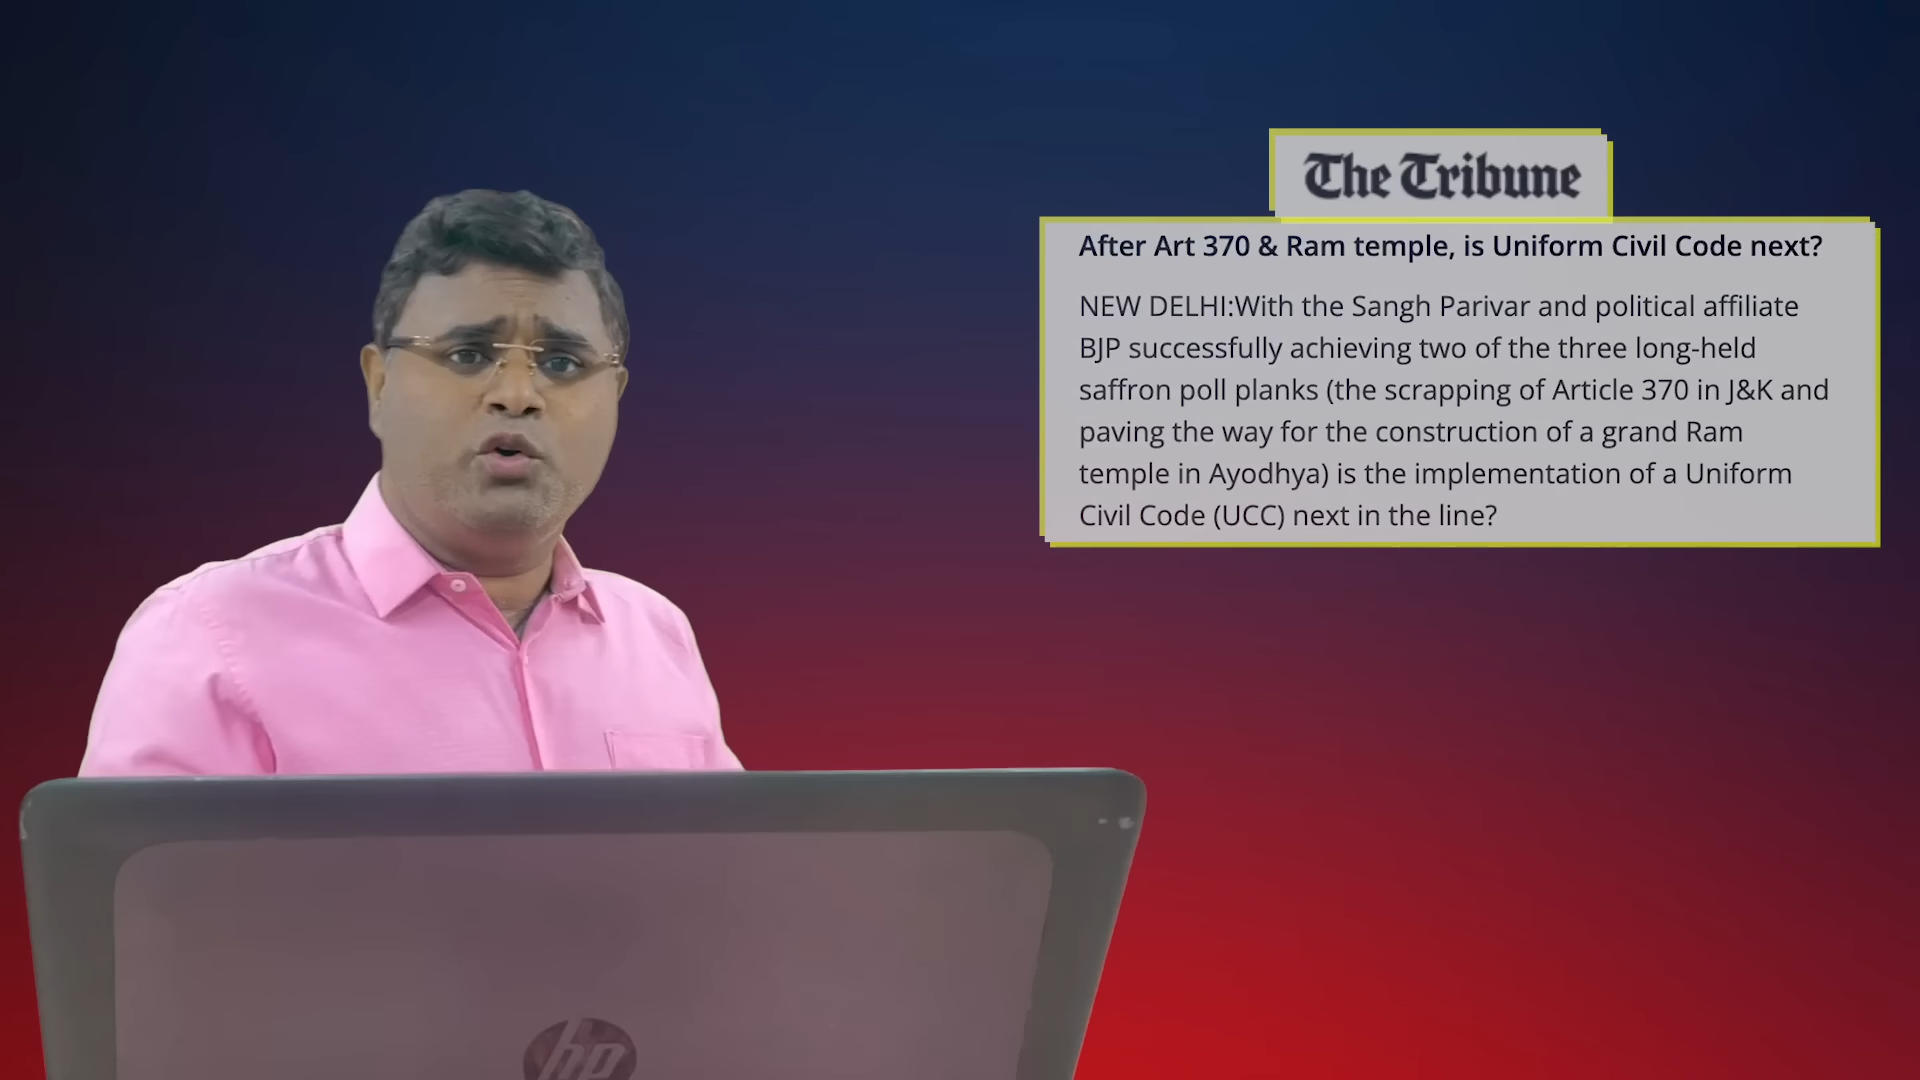 The Tribune
After Art 370 & Ram temple, is Uniform Civil Code next?
NEW DELHI:With the Sangh Parivar and political affiliate
BJP successfully achieving two of the three long-held
saffron poll planks (the scrapping of Article 370 in J&K and
paving the way for the construction of a grand Ram
temple in Ayodhya) is the implementation of a Uniform
Civil Code (UCC) next in the line?
hp